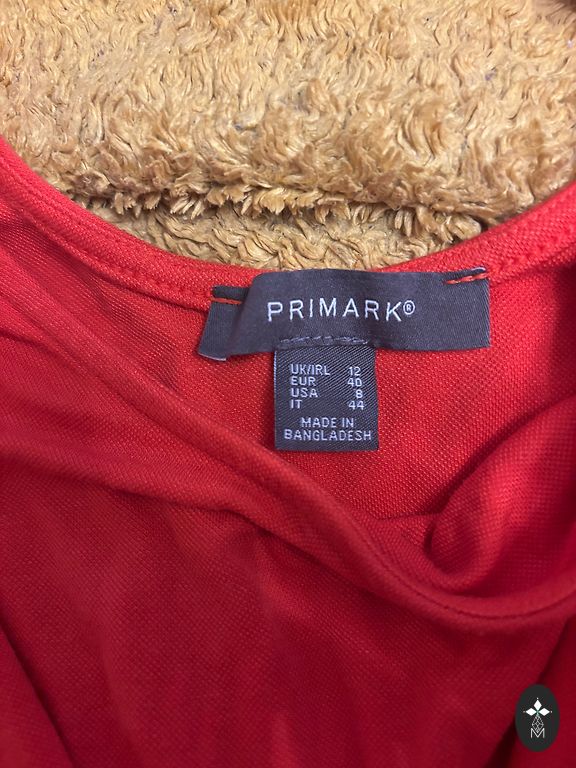 PRIMARK®
UK/IRL 12
EUR 40
USA 8
IT 44
MADE IN
BANGLADESH
M